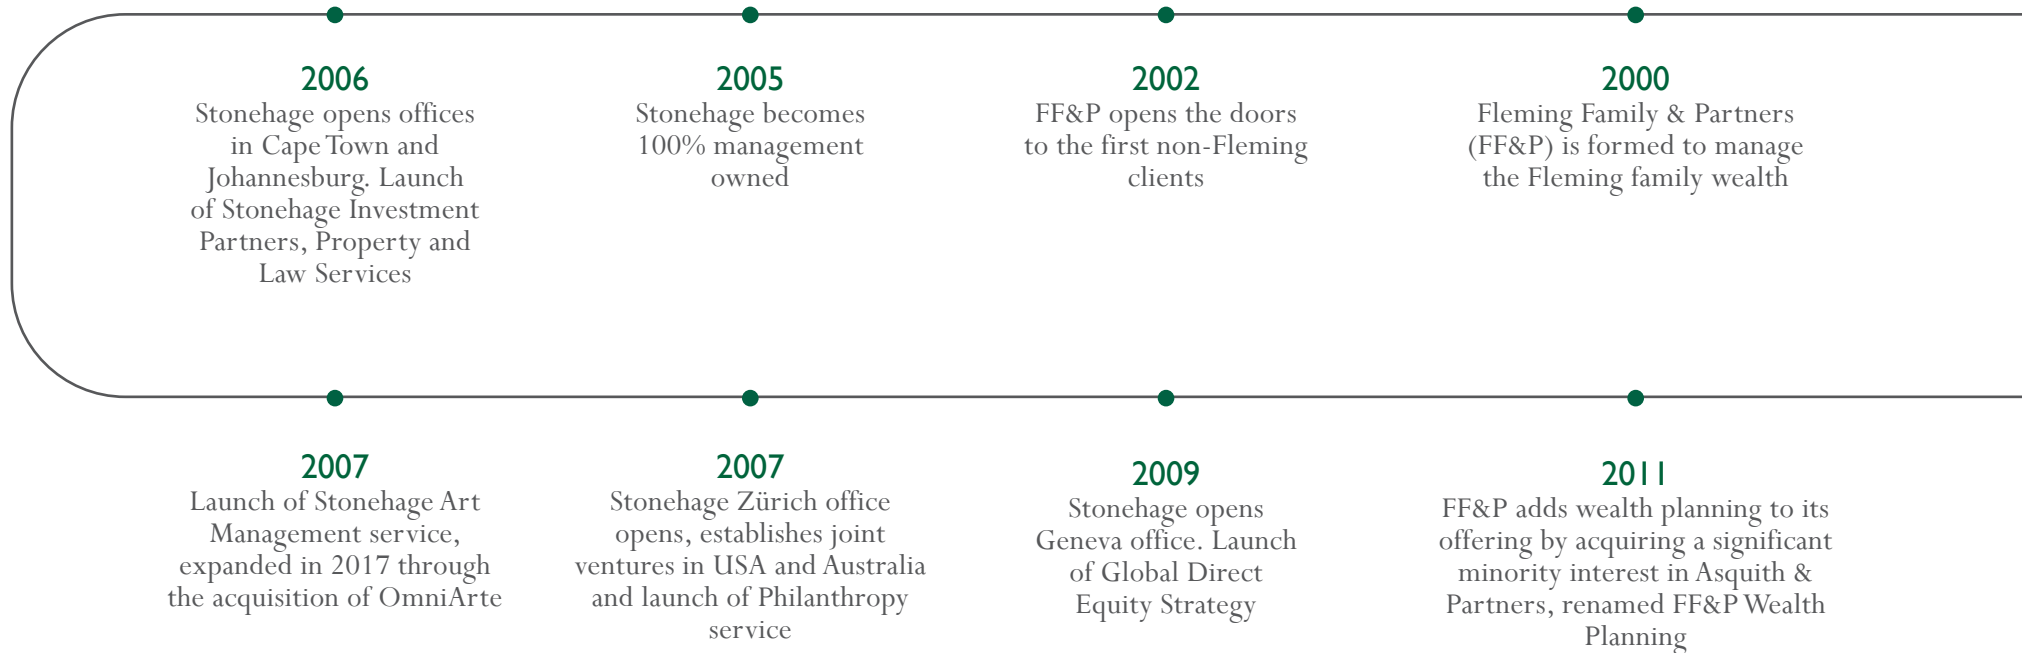 2006
Stonehage opens offices
in Cape Town and
Johannesburg. Launch
of Stonehage Investment
Partners, Property and
Law Services
2005
Stonehage becomes
100% management
owned
2002
FF&P opens the doors
to the first non-Fleming
clients
2000
Fleming Family & Partners
(FF&P) is formed to manage
the Fleming family wealth
2007
Launch of Stonehage Art
Management service,
expanded in 2017 through
the acquisition of OmniArte
2007
Stonehage Zürich office
opens, establishes joint
ventures in USA and Australia
and launch of Philanthropy
service
2009
Stonehage opens
Geneva office. Launch
of Global Direct
Equity Strategy
2011
FF&P adds wealth planning to its
offering by acquiring a significant
minority interest in Asquith &
Partners, renamed FF&P Wealth
Planning